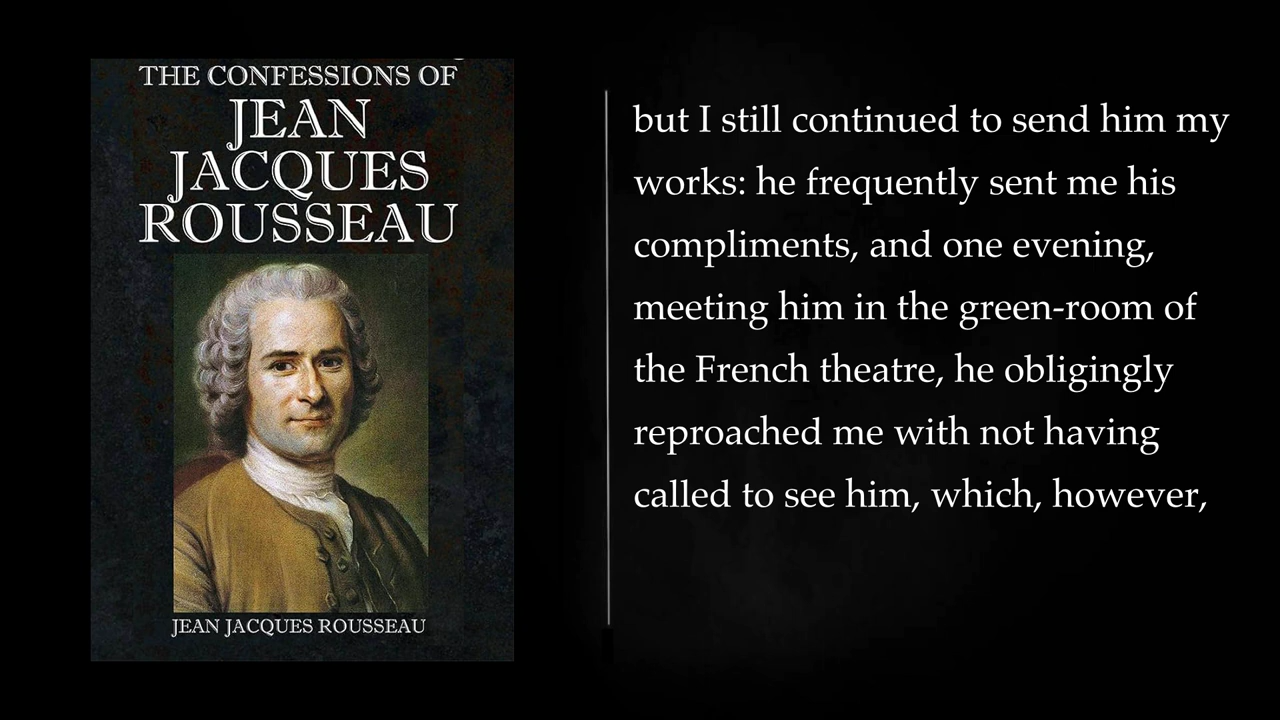 THE CONFESSIONS OF
JEAN
JACQUES
ROUSSEAU
JEAN JACQUES ROUSSEAU
but I still continued to send him my
works: he frequently sent me his
compliments, and one evening,
meeting him in the green-room of
the French theatre, he obligingly
reproached me with not having
called to see him, which, however,